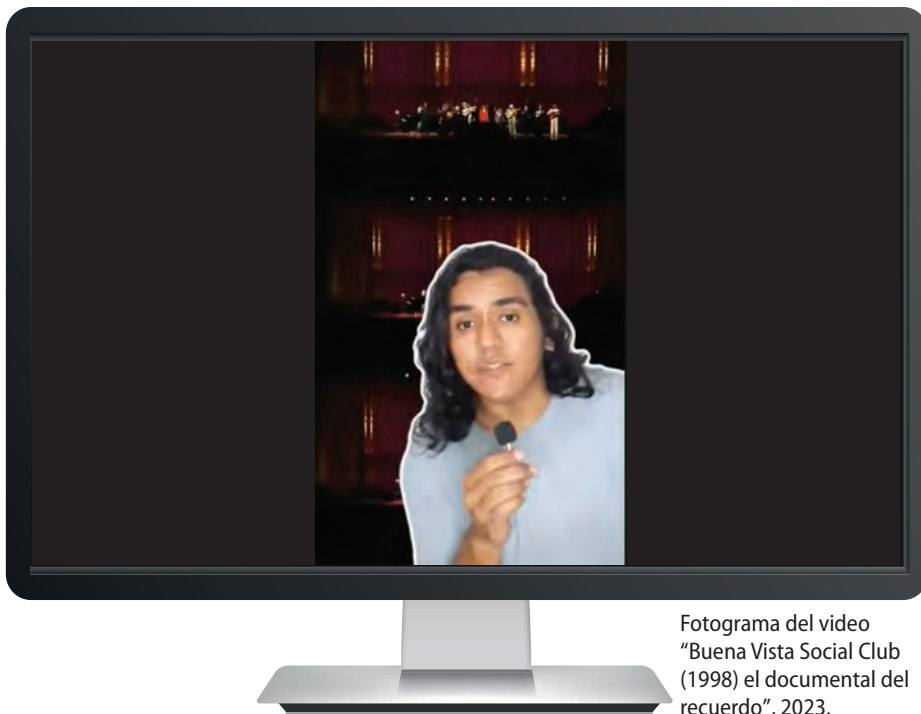 Fotograma del video
“Buena Vista Social Club
(1998) el documental del
recuerdo”, 2023.